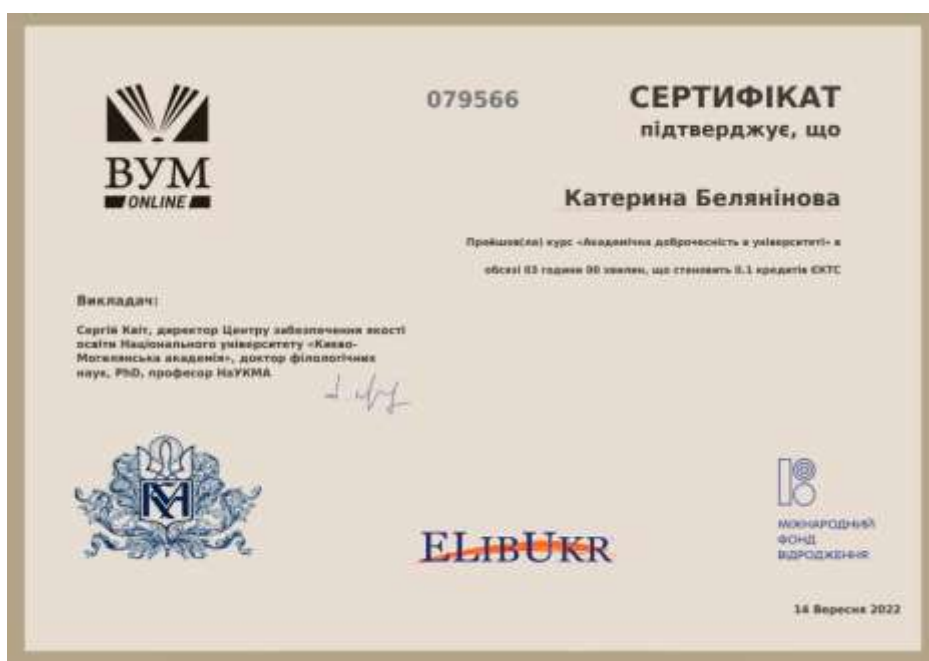 ВУМ
ONLINE
079566
СЕРТИФІКАТ
підтверджує, що
Катерина Белянінова
Пройшов(ла) курс «Академічна доброчесність в університеті» в
обсязі 03 години 00 хвилин, що становить 0.1 кредитів ЄКТС
Викладач:
Сергій Квіт, директор Центру забезпечення якості
освіти Національного університету «Києво-
Могилянська академія», доктор філологічних
наук, PhD, професор НаУКМА
ELIBUKR
МІЖНАРОДНИЙ
ФОНД
ВІДРОДЖЕННЯ
14 Вересня 2022